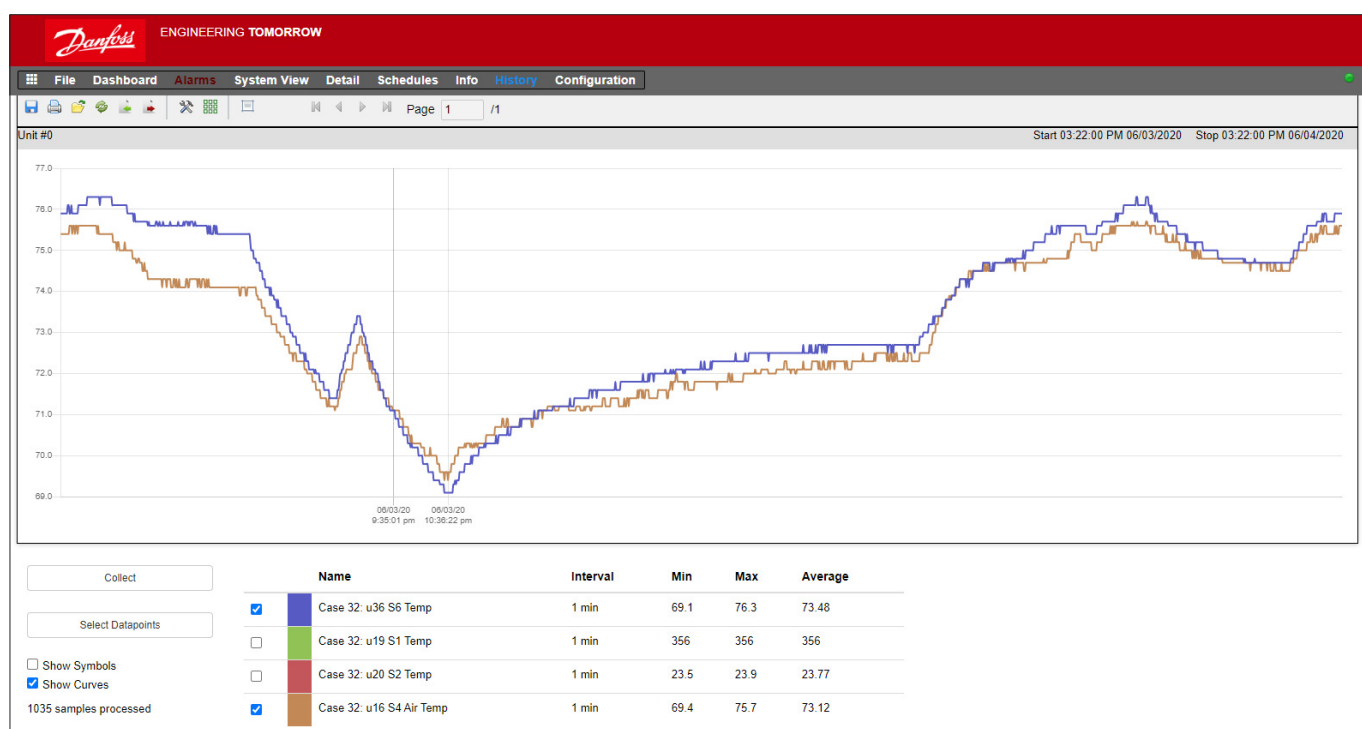 Danfoss ENGINEERING TOMORROW
File Dashboard Alarms System View Detail Schedules Info History Configuration
Page 1 /1
Unit #0 Start 03:22:00 PM 06/03/2020 Stop 03:22:00 PM 06/04/2020
77.0
76.0
75.0
74.0
73.0
72.0
71.0
70.0
69.0
06/03/20 06/03/20
9:35:01 pm 10:36:22 pm
Collect
Select Datapoints
Show Symbols
Show Curves
1035 samples processed
Name Interval Min Max Average
Case 32: u36 S6 Temp 1 min 69.1 76.3 73.48
Case 32: u19 S1 Temp 1 min 356 356 356
Case 32: u20 S2 Temp 1 min 23.5 23.9 23.77
Case 32: u16 S4 Air Temp 1 min 69.4 75.7 73.12